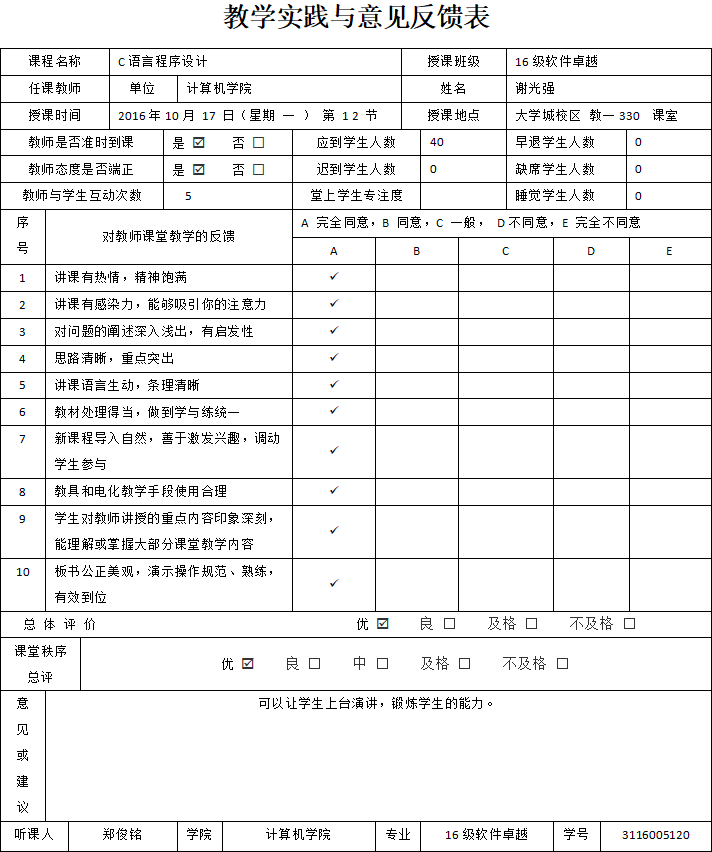 教学实践与意见反馈表
课程名称 C 语言程序设计 授课班级 16 级软件卓越
任课教师 单位 计算机学院 姓名 谢光强
授课时间 2016 年 10 月 17 日（星期 一 ） 第 1 2 节 授课地点 大学城校区 教一 330 课室
教师是否准时到课 是 ☑ 否 ☐ 应到学生人数 40 早退学生人数 0
教师态度是否端正 是 ☑ 否 ☐ 迟到学生人数 0 缺席学生人数 0
教师与学生互动次数 5 堂上学生专注度 睡觉学生人数 0
序号 对教师课堂教学的反馈 A 完全同意，B 同意，C 一般， D 不同意，E 完全不同意
A B C D E
1 讲课有热情，精神饱满 ✓
2 讲课有感染力，能够吸引你的注意力 ✓
3 对问题的阐述深入浅出，有启发性 ✓
4 思路清晰，重点突出 ✓
5 讲课语言生动，条理清晰 ✓
6 教材处理得当，做到学与练统一 ✓
7 新课程导入自然，善于激发兴趣，调动
学生参与 ✓
8 教具和电化教学手段使用合理 ✓
9 学生对教师讲授的重点内容印象深刻，
能理解或掌握大部分课堂教学内容 ✓
10 板书公正美观，演示操作规范、熟练，
有效到位 ✓
总 体 评 价 优 ☑ 良 ☐ 及格 ☐ 不及格 ☐
课堂秩序
总评 优 ☑ 良 ☐ 中 ☐ 及格 ☐ 不及格 ☐
意见或建议 可以让学生上台演讲，锻炼学生的能力。
听课人 郑俊铭 学院 计算机学院 专业 16 级软件卓越 学号 3116005120